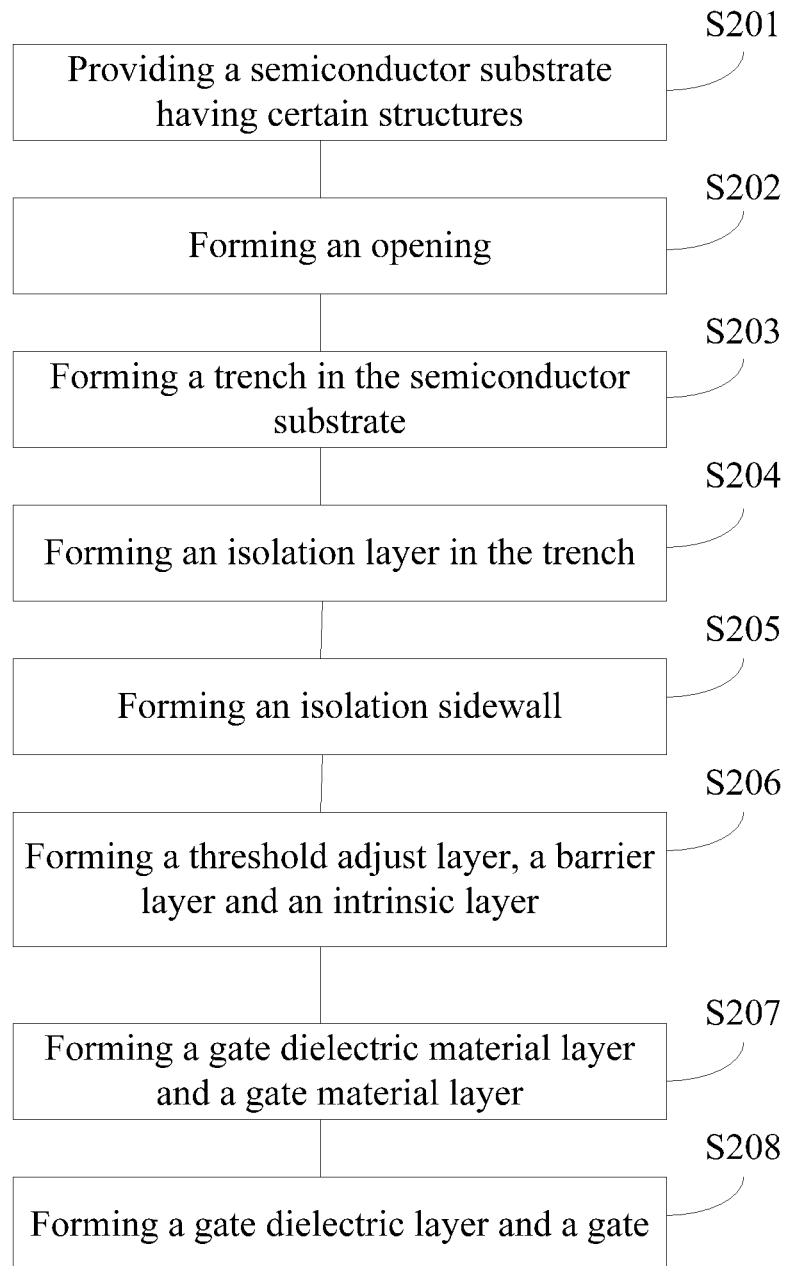 S201
Providing a semiconductor substrate
having certain structures
S202
Forming an opening
S203
Forming a trench in the semiconductor
substrate
S204
Forming an isolation layer in the trench
S205
Forming an isolation sidewall
S206
Forming a threshold adjust layer, a barrier
layer and an intrinsic layer
S207
Forming a gate dielectric material layer
and a gate material layer
S208
Forming a gate dielectric layer and a gate